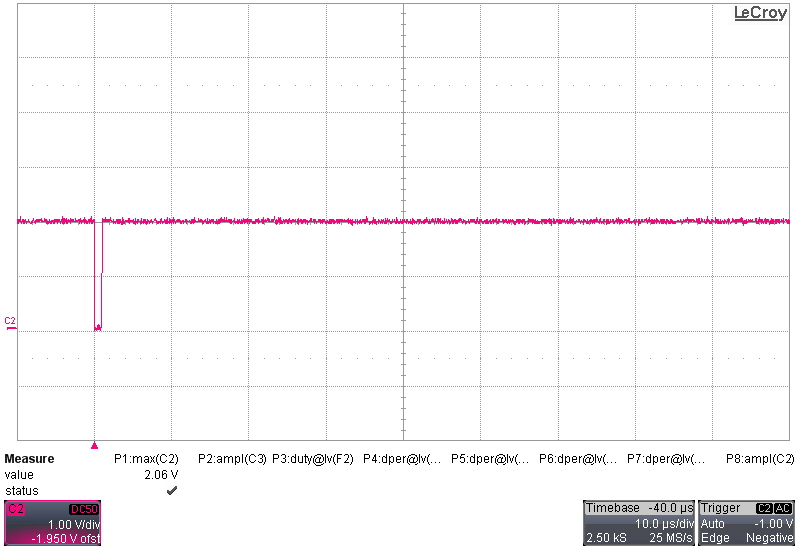 LeCroy
C2
Measure P1:max(C2) P2:ampl(C3) P3:duty@lv(F2) P4:dper@lv(... P5:dper@lv(... P6:dper@lv(... P7:dper@lv(... P8:ampl(C2)
value 2.06 V
status
C2 DC50
1.00 V/div
-1.950 V ofst
Timebase -40.0 µs
10.0 µs/div
2.50 kS 25 MS/s
Trigger C2 AC
Auto -1.00 V
Edge Negative